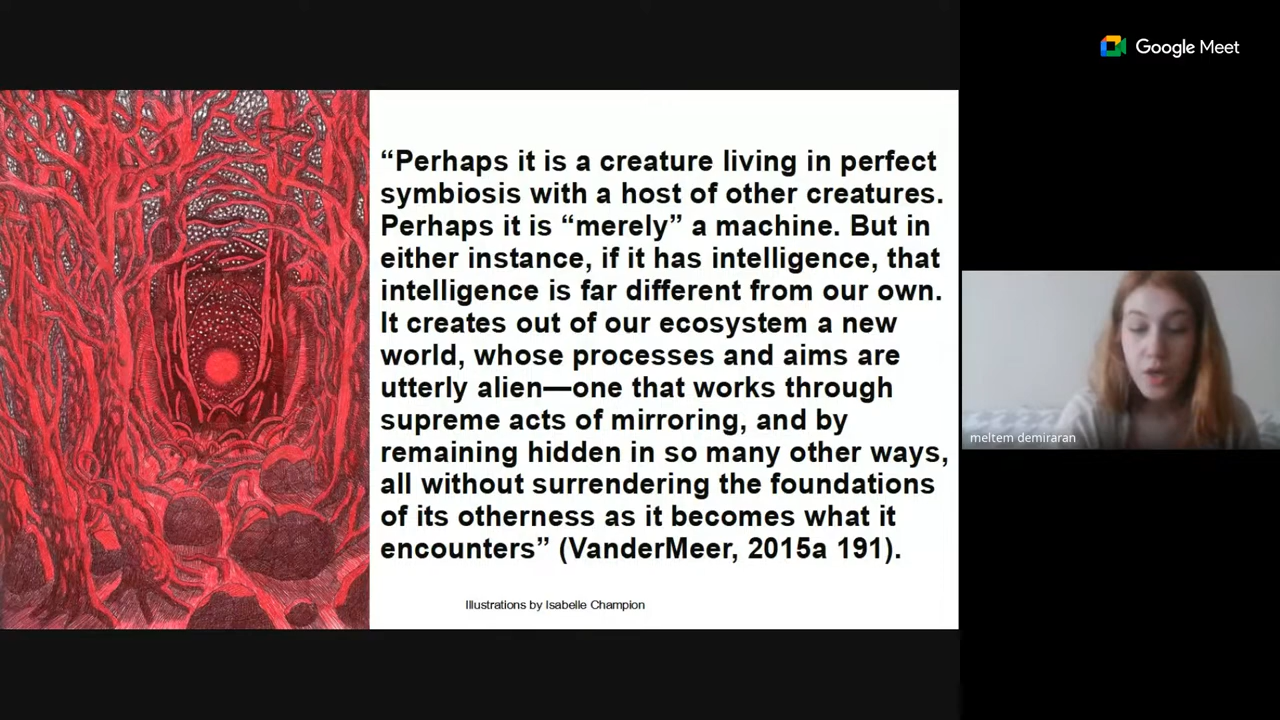 Google Meet
“Perhaps it is a creature living in perfect
symbiosis with a host of other creatures.
Perhaps it is “merely” a machine. But in
either instance, if it has intelligence, that
intelligence is far different from our own.
It creates out of our ecosystem a new
world, whose processes and aims are
utterly alien—one that works through
supreme acts of mirroring, and by
remaining hidden in so many other ways,
all without surrendering the foundations
of its otherness as it becomes what it
encounters” (VanderMeer, 2015a 191).
Illustrations by Isabelle Champion
meltem demiraran